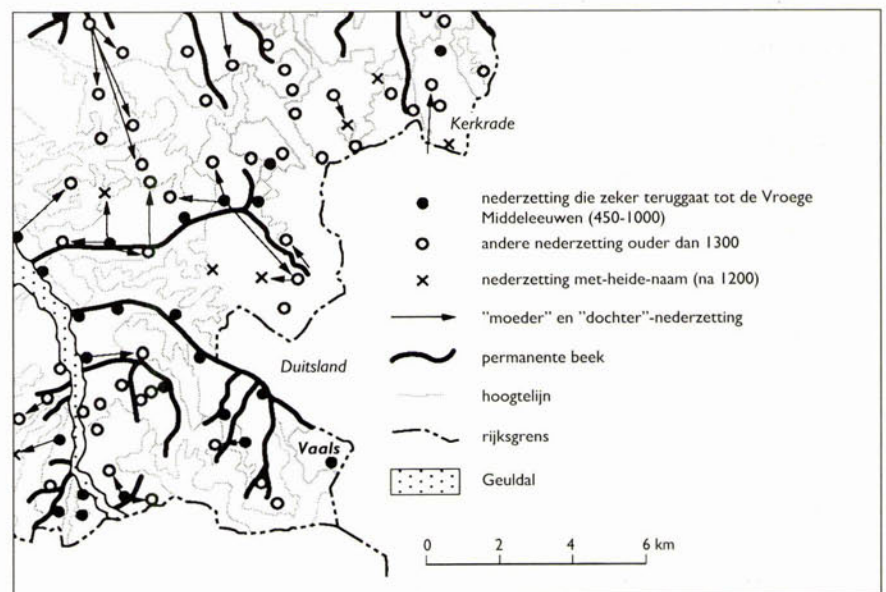 Kerkrade
nederzetting die zeker teruggaat tot de Vroege
Middeleeuwen (450-1000)
andere nederzetting ouder dan 1300
nederzetting met-heide-naam (na 1200)
"moeder" en "dochter"-nederzetting
Duitsland
permanente beek
hoogtelijn
rijksgrens
Vaals
Geuldal
0 2 4 6 km